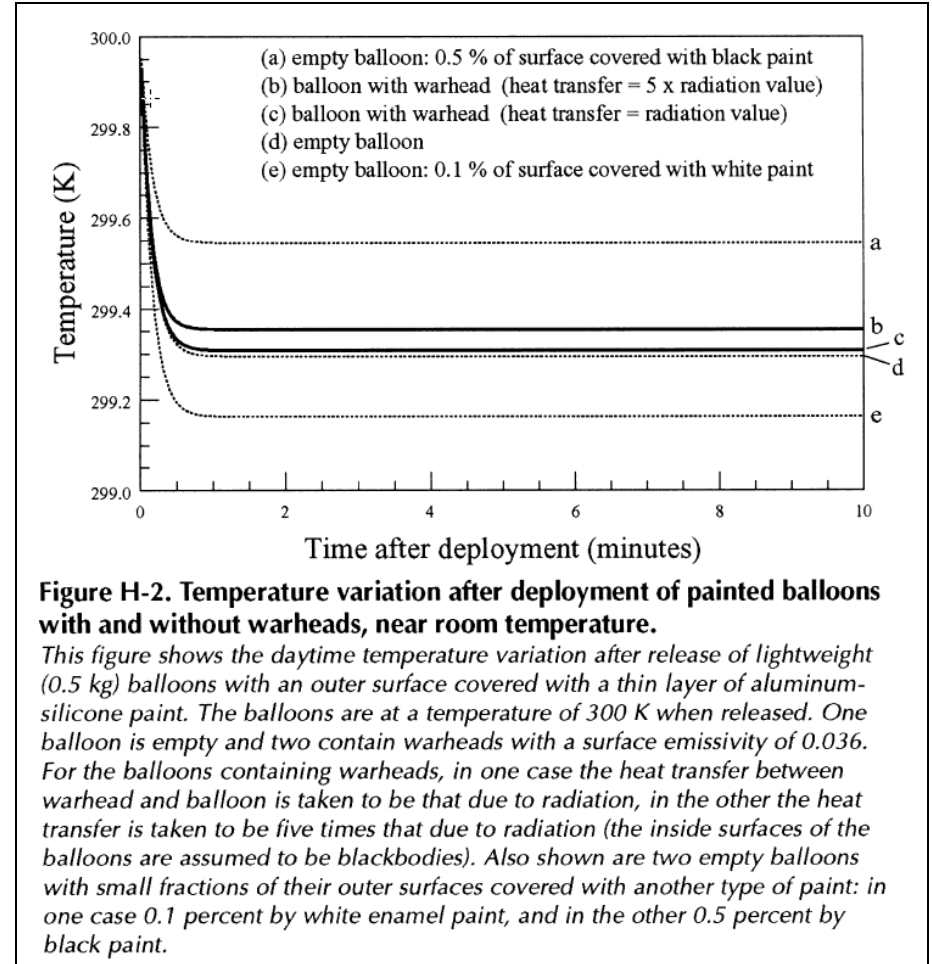 300.0
299.8
299.6
299.4
299.2
299.0
Temperature (K)
(a) empty balloon: 0.5 % of surface covered with black paint
(b) balloon with warhead (heat transfer = 5 x radiation value)
(c) balloon with warhead (heat transfer = radiation value)
(d) empty balloon
(e) empty balloon: 0.1 % of surface covered with white paint
a
b
c
d
e
0 2 4 6 8 10
Time after deployment (minutes)
Figure H-2. Temperature variation after deployment of painted balloons
with and without warheads, near room temperature.
This figure shows the daytime temperature variation after release of lightweight
(0.5 kg) balloons with an outer surface covered with a thin layer of aluminum-
silicone paint. The balloons are at a temperature of 300 K when released. One
balloon is empty and two contain warheads with a surface emissivity of 0.036.
For the balloons containing warheads, in one case the heat transfer between
warhead and balloon is taken to be that due to radiation, in the other the heat
transfer is taken to be five times that due to radiation (the inside surfaces of the
balloons are assumed to be blackbodies). Also shown are two empty balloons
with small fractions of their outer surfaces covered with another type of paint: in
one case 0.1 percent by white enamel paint, and in the other 0.5 percent by
black paint.